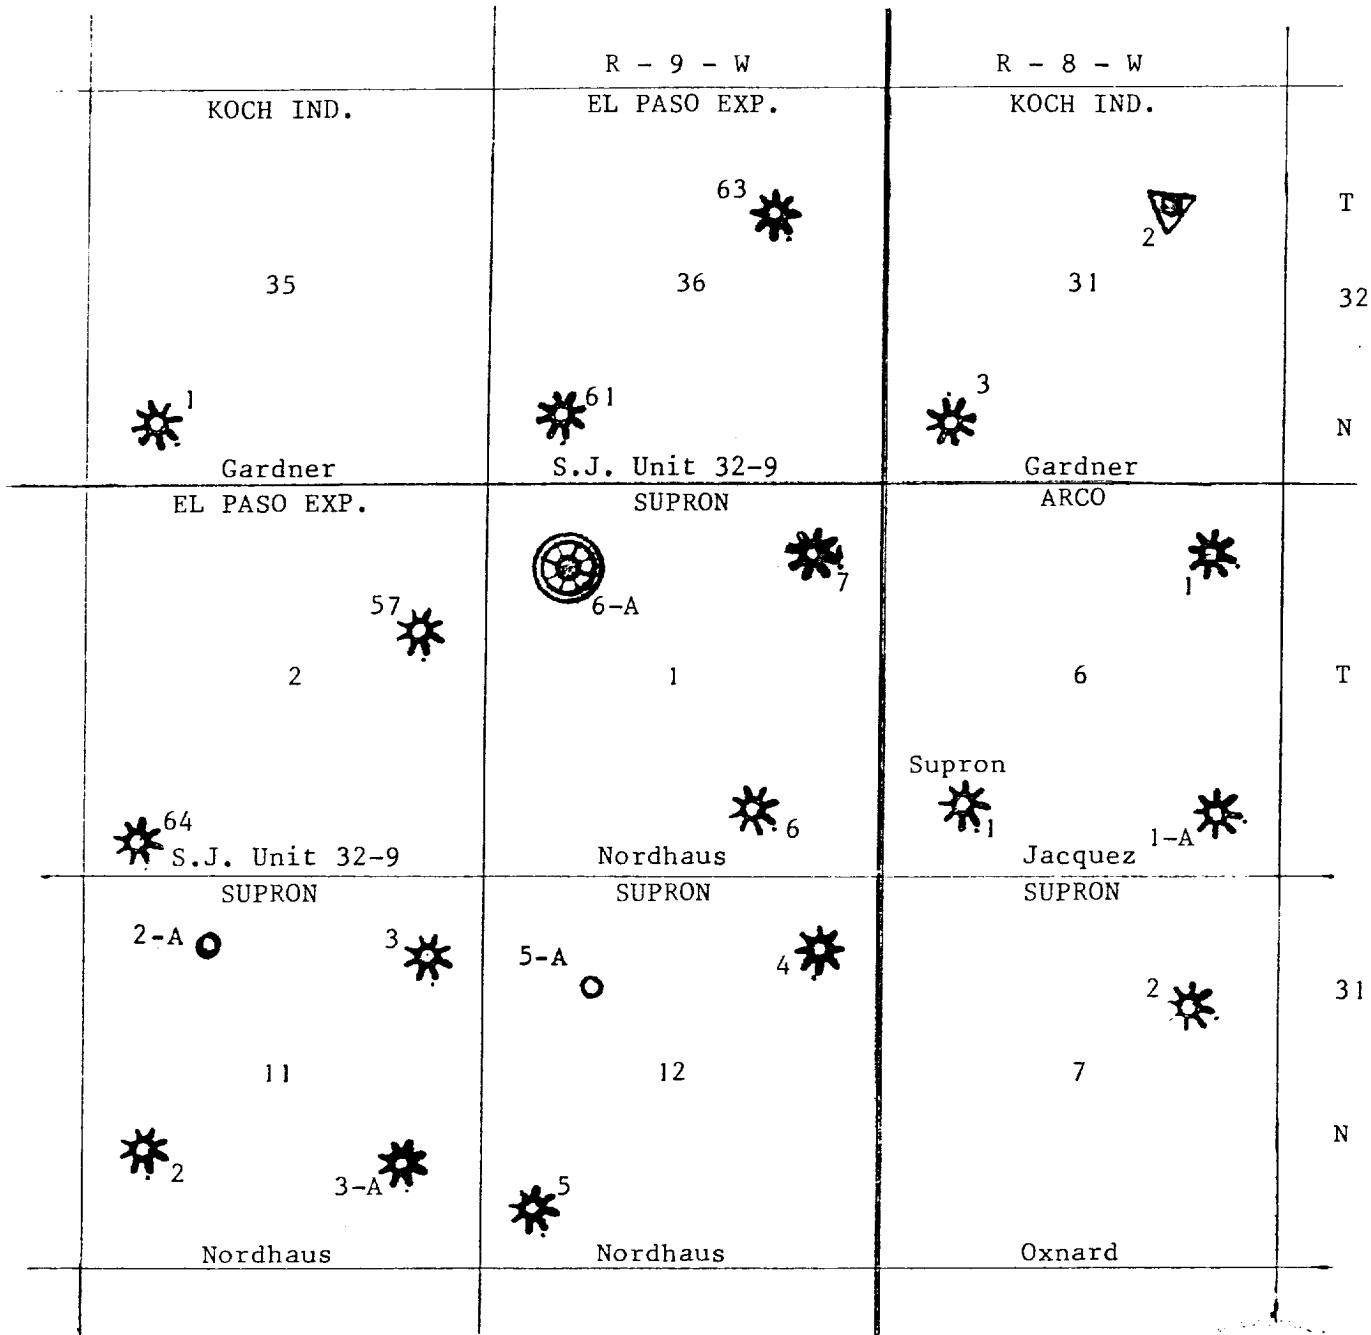 R - 9 - W
R - 8 - W
KOCH IND.
EL PASO EXP.
KOCH IND.
63
2
T
35
36
31
32
1
61
3
N
Gardner
S.J. Unit 32-9
Gardner
EL PASO EXP.
SUPRON
ARCO
57
6-A
7
1
2
1
6
T
Supron
64
6
1
1-A
S.J. Unit 32-9
Nordhaus
Jacquez
SUPRON
SUPRON
SUPRON
2-A
3
5-A
4
2
31
11
12
7
2
3-A
5
N
Nordhaus
Nordhaus
Oxnard